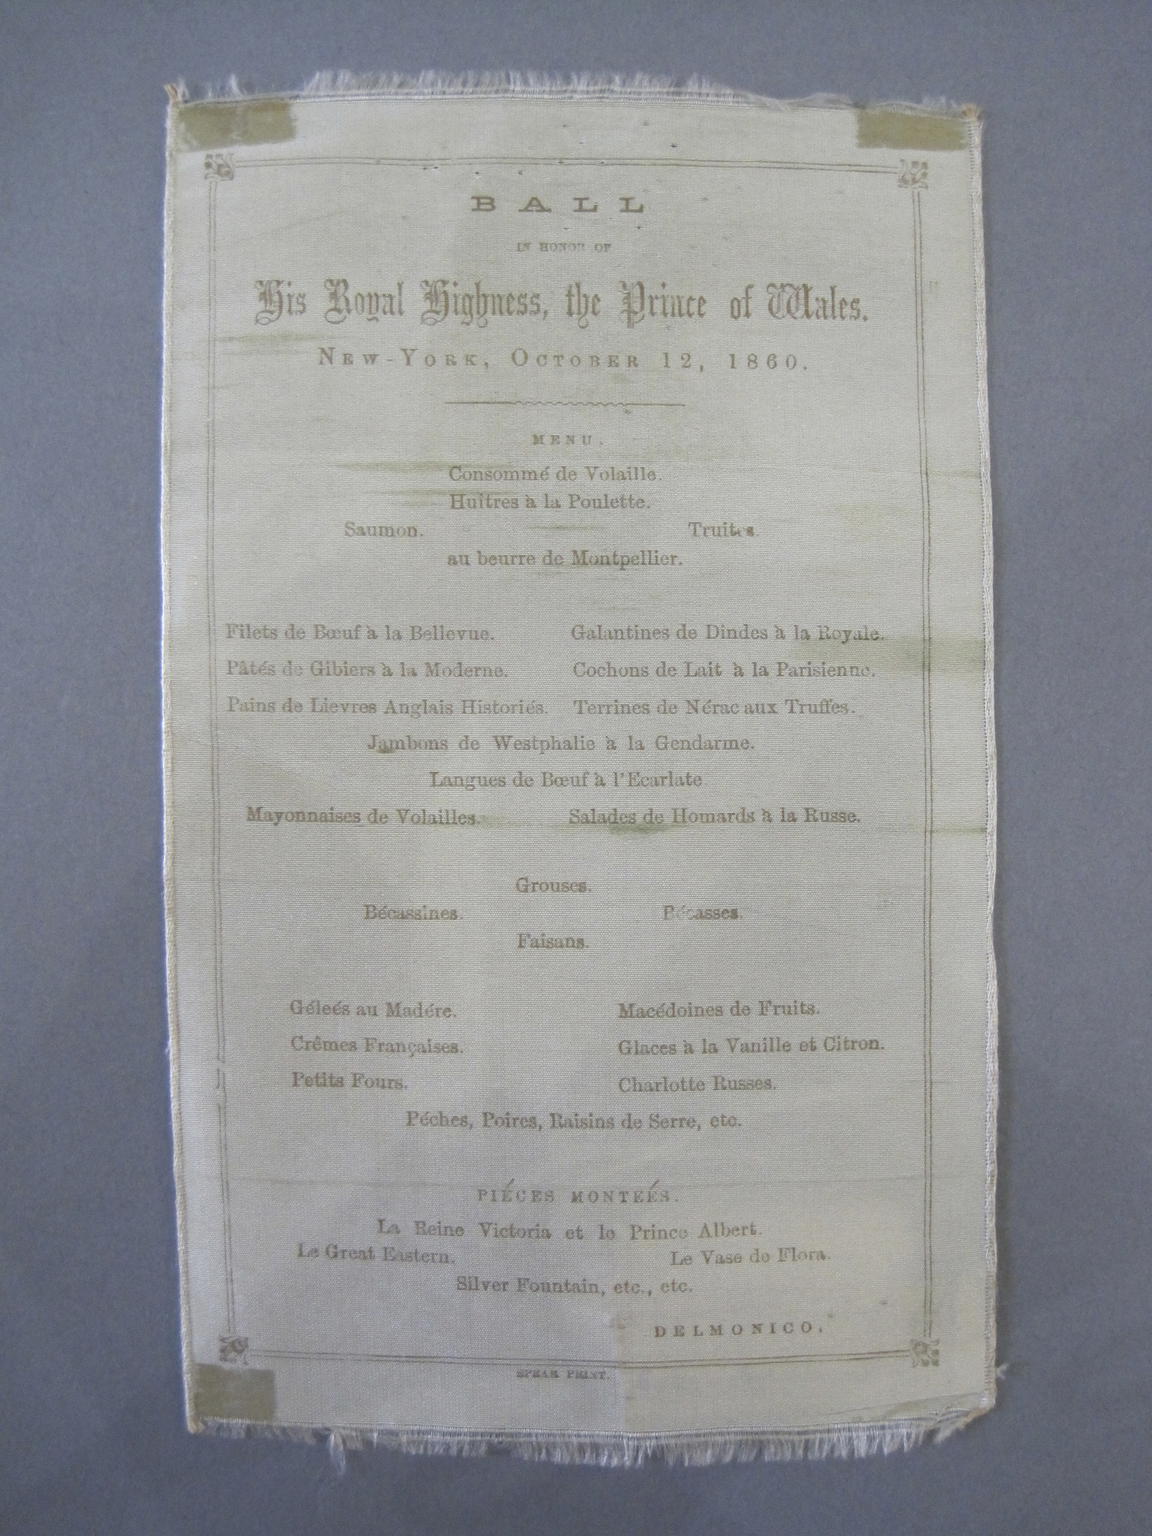 BALL
IN HONOR OF
His Royal Highness, the Prince of Wales.
NEW-YORK, OCTOBER 12, 1860.
MENU.
Consommé de Volaille.
Huîtres à la Poulette.
Saumon. Truites.
au beurre de Montpellier.
Filets de Bœuf à la Bellevue. Galantines de Dindes à la Royale.
Pâtés de Gibiers à la Moderne. Cochons de Lait à la Parisienne.
Pains de Lievres Anglais Historiés. Terrines de Nérac aux Truffes.
Jambons de Westphalie à la Gendarme.
Langues de Bœuf à l'Ecarlate.
Mayonnaises de Volailles. Salades de Homards à la Russe.
Grouses.
Bécassines. Bécasses.
Faisans.
Géleés au Madére. Macédoines de Fruits.
Crêmes Françaises. Glaces à la Vanille et Citron.
Petits Fours. Charlotte Russes.
Péches, Poires, Raisins de Serre, etc.
PIÉCES MONTEÉS.
La Reine Victoria et le Prince Albert.
Le Great Eastern. Le Vase de Flora.
Silver Fountain, etc., etc.
DELMONICO.
SPEAR PRINT.